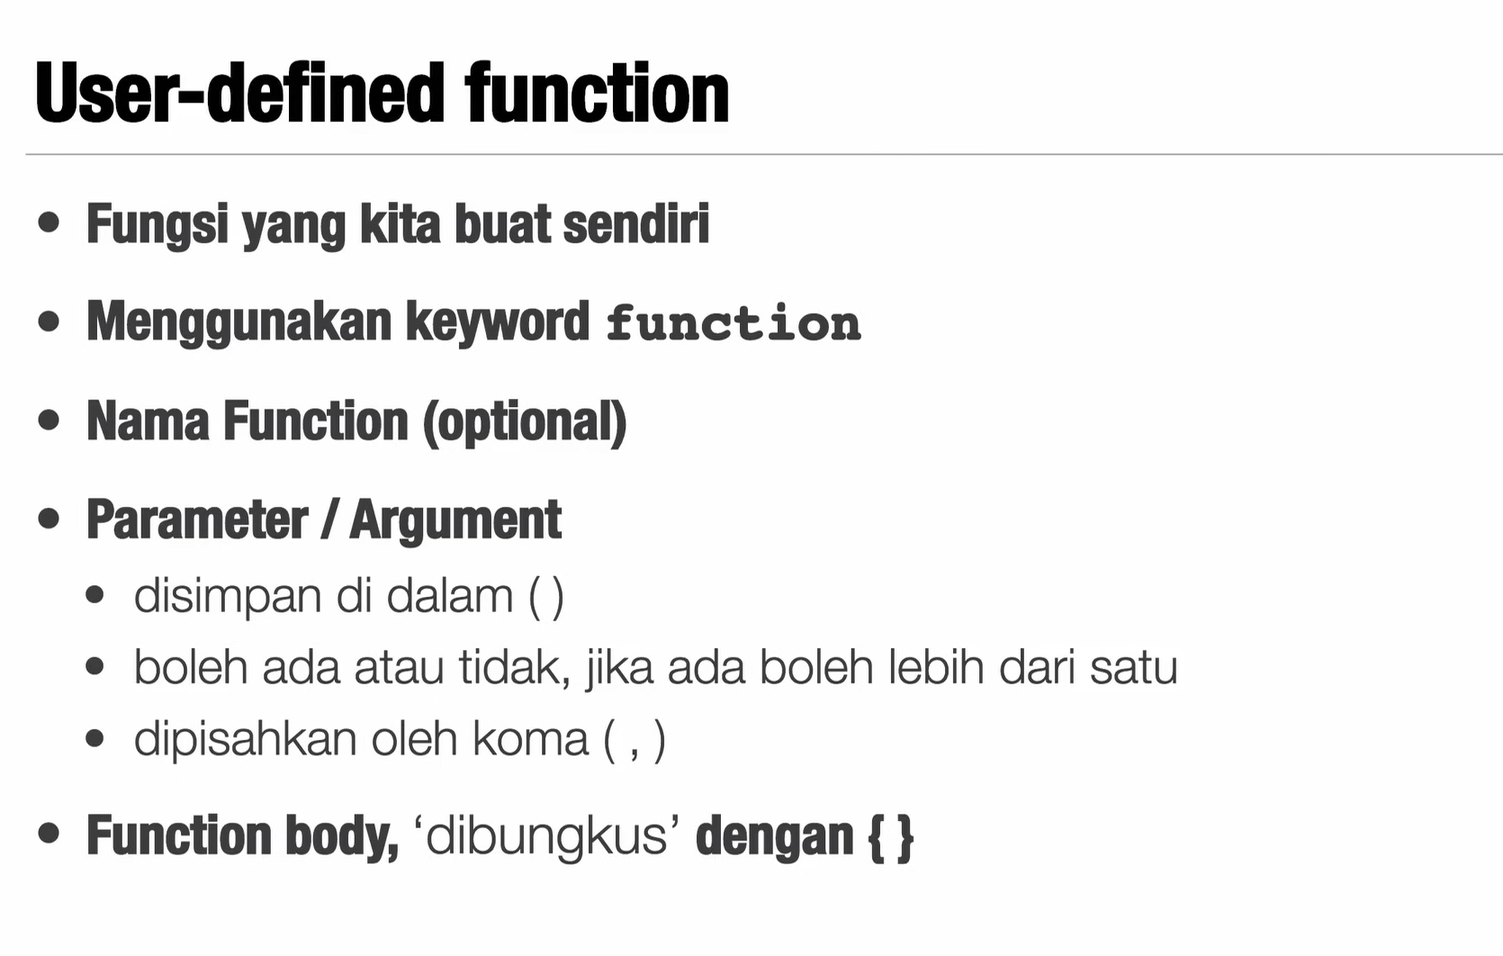 User-defined function
• Fungsi yang kita buat sendiri
• Menggunakan keyword function
• Nama Function (optional)
• Parameter / Argument
• disimpan di dalam ( )
• boleh ada atau tidak, jika ada boleh lebih dari satu
• dipisahkan oleh koma ( , )
• Function body, ‘dibungkus’ dengan { }